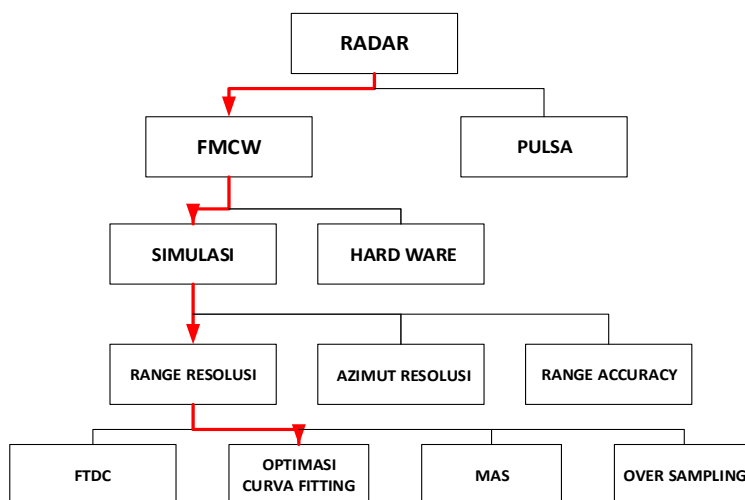 RADAR
FMCW
PULSA
SIMULASI
HARD WARE
RANGE RESOLUSI
AZIMUT RESOLUSI
RANGE ACCURACY
FTDC
OPTIMASI
CURVA FITTING
MAS
OVER SAMPLING